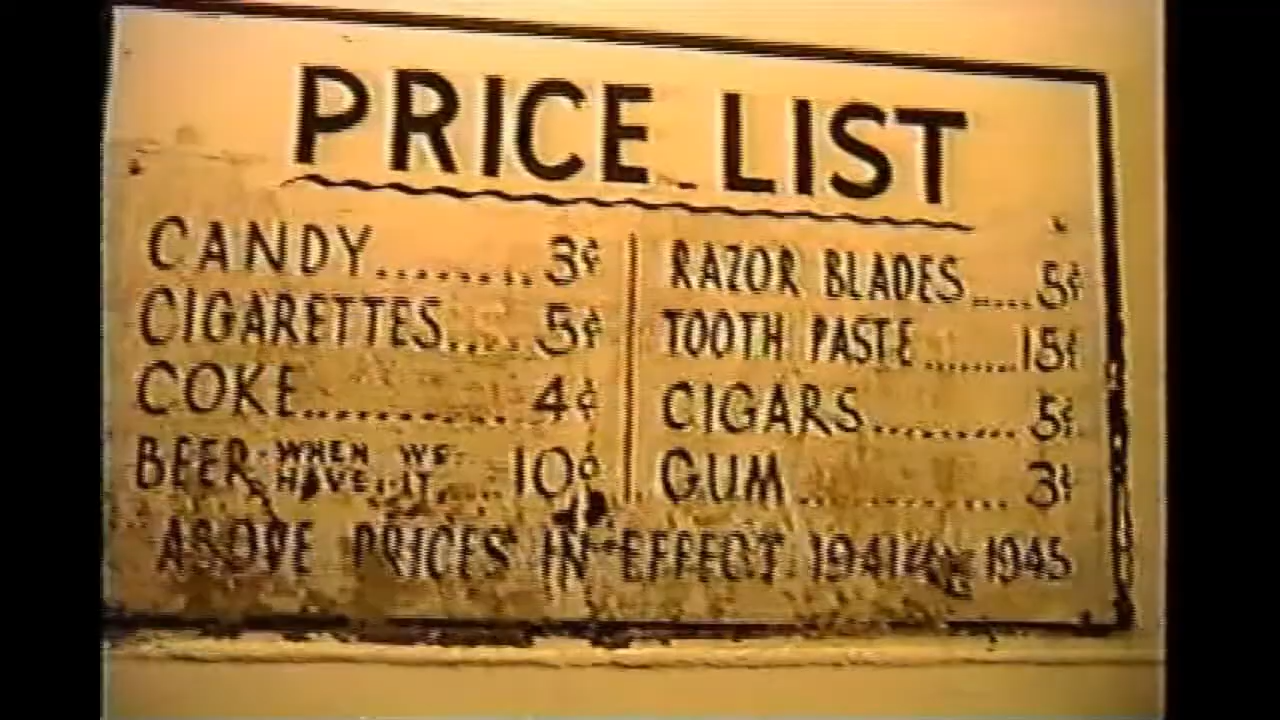 PRICE LIST
CANDY........ 3¢
CIGARETTES.... 5¢
COKE........... 4¢
BEER WHEN WE HAVE IT.... 10¢
RAZOR BLADES..... 5¢
TOOTH PASTE........ 15¢
CIGARS......... 5¢
GUM............ 3¢
ABOVE PRICES IN EFFECT 1941 1945